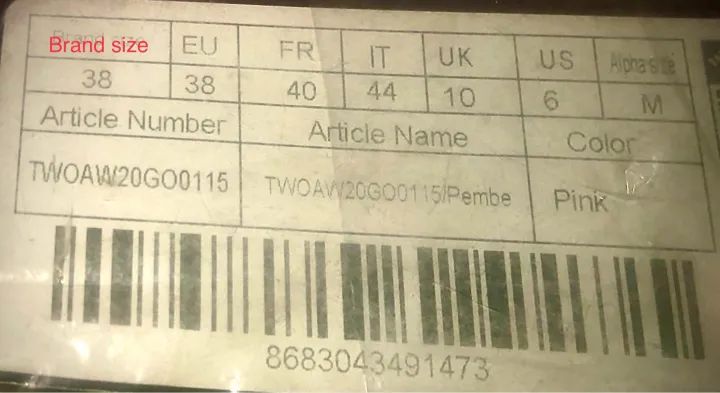 Brand size EU FR IT UK US Alpha size
38 38 40 44 10 6 M
Article Number Article Name Color
TWOAW20GO0115 TWOAW20GO0115/Pembe Pink
8683043491473